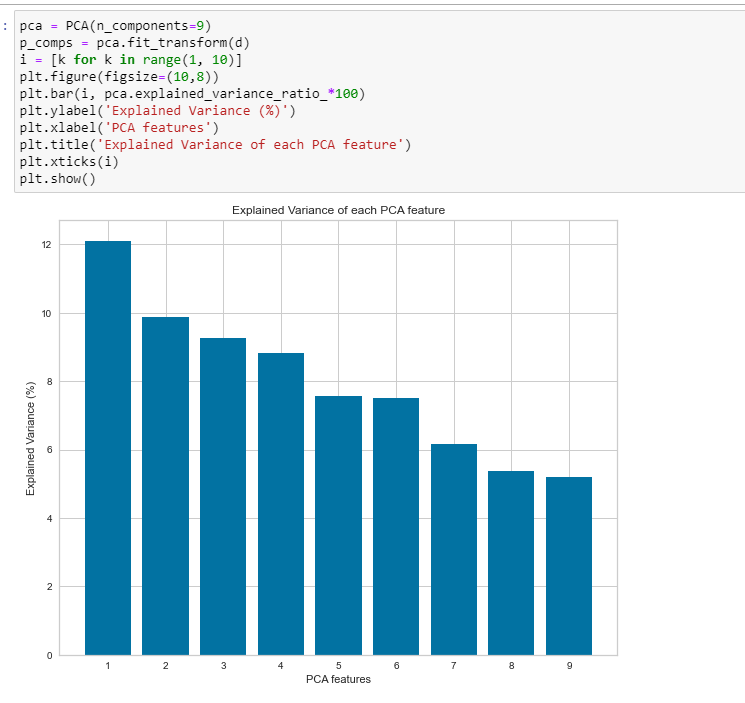 :
pca = PCA(n_components=9)
p_comps = pca.fit_transform(d)
i = [k for k in range(1, 10)]
plt.figure(figsize=(10,8))
plt.bar(i, pca.explained_variance_ratio_*100)
plt.ylabel('Explained Variance (%)')
plt.xlabel('PCA features')
plt.title('Explained Variance of each PCA feature')
plt.xticks(i)
plt.show()
Explained Variance of each PCA feature
Explained Variance (%)
12
10
8
6
4
2
0
1 2 3 4 5 6 7 8 9
PCA features